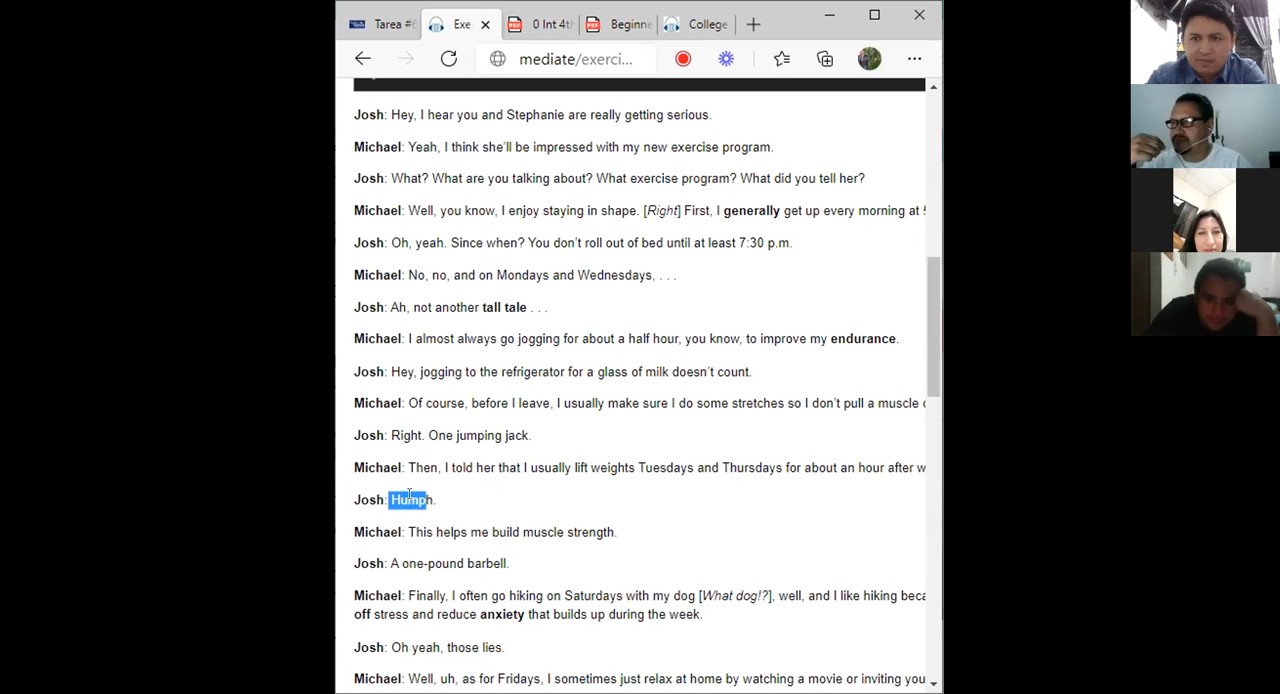 Tarea #6
Exe
0 Int 4th
Beginne
College
mediate/exerci...
Josh: Hey, I hear you and Stephanie are really getting serious.
Michael: Yeah, I think she'll be impressed with my new exercise program.
Josh: What? What are you talking about? What exercise program? What did you tell her?
Michael: Well, you know, I enjoy staying in shape. [Right] First, I generally get up every morning at
Josh: Oh, yeah. Since when? You don't roll out of bed until at least 7:30 p.m.
Michael: No, no, and on Mondays and Wednesdays, . . .
Josh: Ah, not another tall tale . . .
Michael: I almost always go jogging for about a half hour, you know, to improve my endurance.
Josh: Hey, jogging to the refrigerator for a glass of milk doesn't count.
Michael: Of course, before I leave, I usually make sure I do some stretches so I don't pull a muscle
Josh: Right. One jumping jack.
Michael: Then, I told her that I usually lift weights Tuesdays and Thursdays for about an hour after w
Josh: Humph.
Michael: This helps me build muscle strength.
Josh: A one-pound barbell.
Michael: Finally, I often go hiking on Saturdays with my dog [What dog!?], well, and I like hiking beca
off stress and reduce anxiety that builds up during the week.
Josh: Oh yeah, those lies.
Michael: Well, uh, as for Fridays, I sometimes just relax at home by watching a movie or inviting you